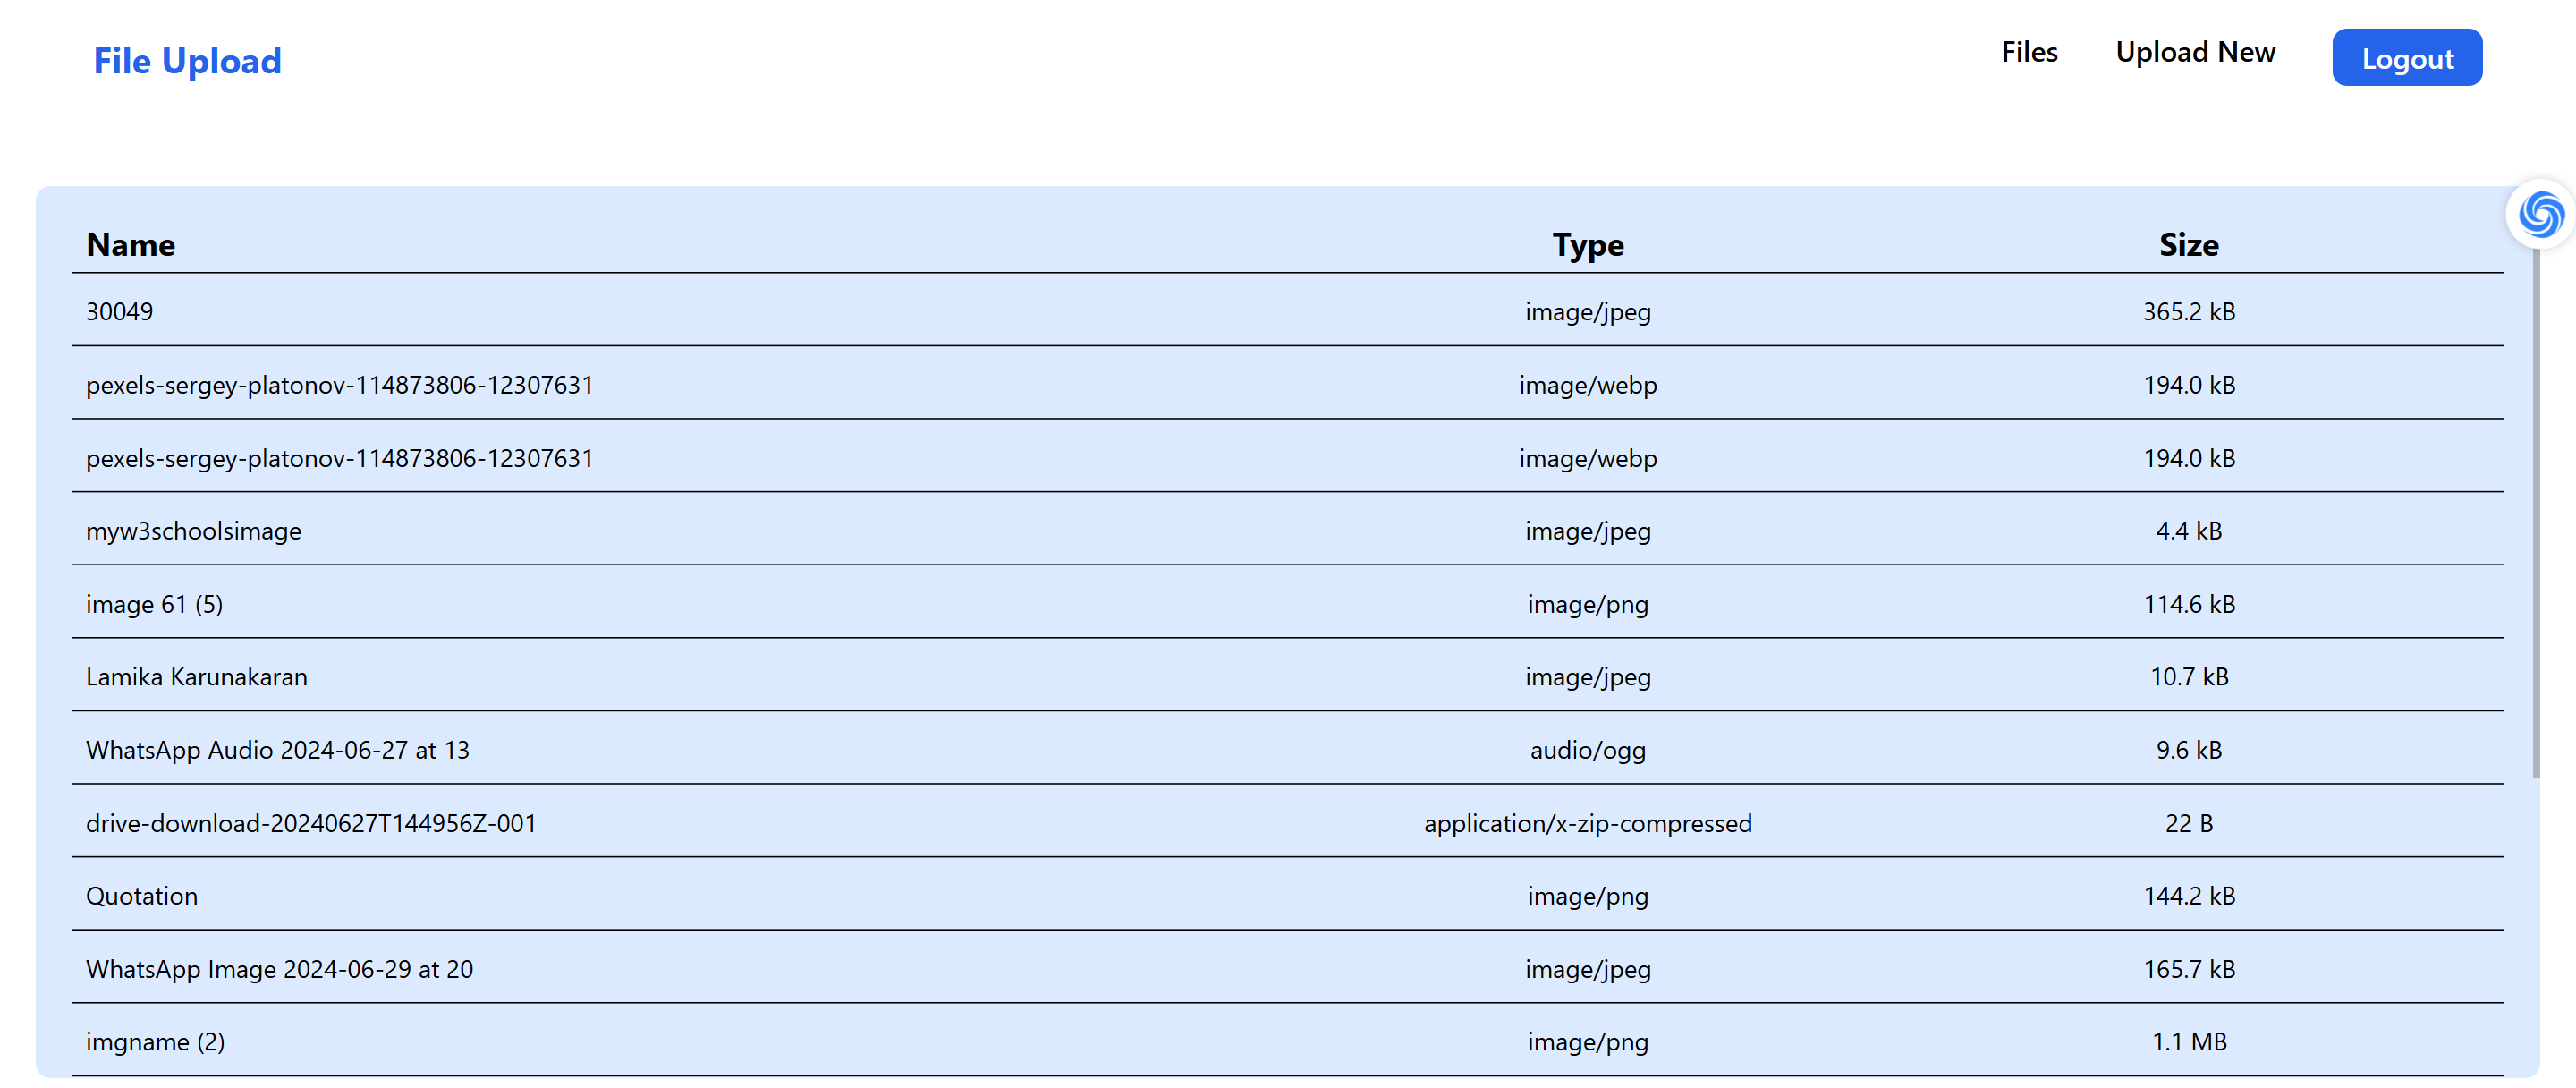 File Upload Files Upload New Logout
Name Type Size
30049 image/jpeg 365.2 kB
pexels-sergey-platonov-114873806-12307631 image/webp 194.0 kB
pexels-sergey-platonov-114873806-12307631 image/webp 194.0 kB
myw3schoolsimage image/jpeg 4.4 kB
image 61 (5) image/png 114.6 kB
Lamika Karunakaran image/jpeg 10.7 kB
WhatsApp Audio 2024-06-27 at 13 audio/ogg 9.6 kB
drive-download-20240627T144956Z-001 application/x-zip-compressed 22 B
Quotation image/png 144.2 kB
WhatsApp Image 2024-06-29 at 20 image/jpeg 165.7 kB
imgname (2) image/png 1.1 MB